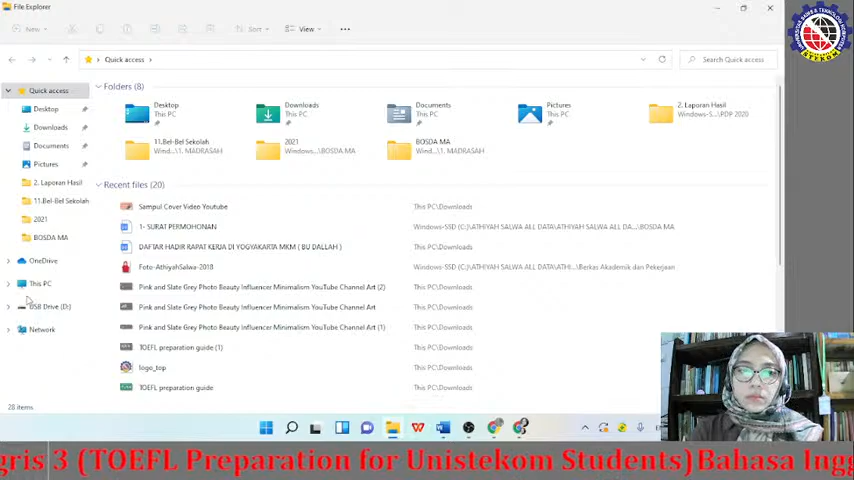 File Explorer
New
Sort
View
Quick access
Search Quick access
Quick access
Desktop
Downloads
Documents
Pictures
2. Laporan Hasil
11.Bel-Bel Sekolah
2021
BOSDA MA
OneDrive
This PC
USB Drive (D:)
Network
Folders (8)
Desktop
This PC
Downloads
This PC
Documents
This PC
Pictures
This PC
2. Laporan Hasil
Windows-S...\PDP 2020
11.Bel-Bel Sekolah
Wind...\1. MADRASAH
2021
Windows...\BOSDA MA
BOSDA MA
Wind...\1. MADRASAH
Recent files (20)
Sampul Cover Video Youtube This PC\Downloads
1- SURAT PERMOHONAN Windows-SSD (C:)\ATHIYAH SALWA ALL DATA\ATHIYAH SALWA ALL DA...\BOSDA MA
DAFTAR HADIR RAPAT KERJA DI YOGYAKARTA MKM ( BU DALLAH ) This PC\Downloads
Foto-AthiyahSalwa-2018 Windows-SSD (C:)\ATHIYAH SALWA ALL DATA\ATHI...\Berkas Akademik dan Pekerjaan
Pink and Slate Grey Photo Beauty Influencer Minimalism YouTube Channel Art (2) This PC\Downloads
Pink and Slate Grey Photo Beauty Influencer Minimalism YouTube Channel Art This PC\Downloads
Pink and Slate Grey Photo Beauty Influencer Minimalism YouTube Channel Art (1) This PC\Downloads
TOEFL preparation guide (1) This PC\Downloads
logo_top This PC\Downloads
TOEFL preparation guide This PC\Downloads
28 items
STEKOM
gris 3 (TOEFL Preparation for Unistekom Students)Bahasa Ingg